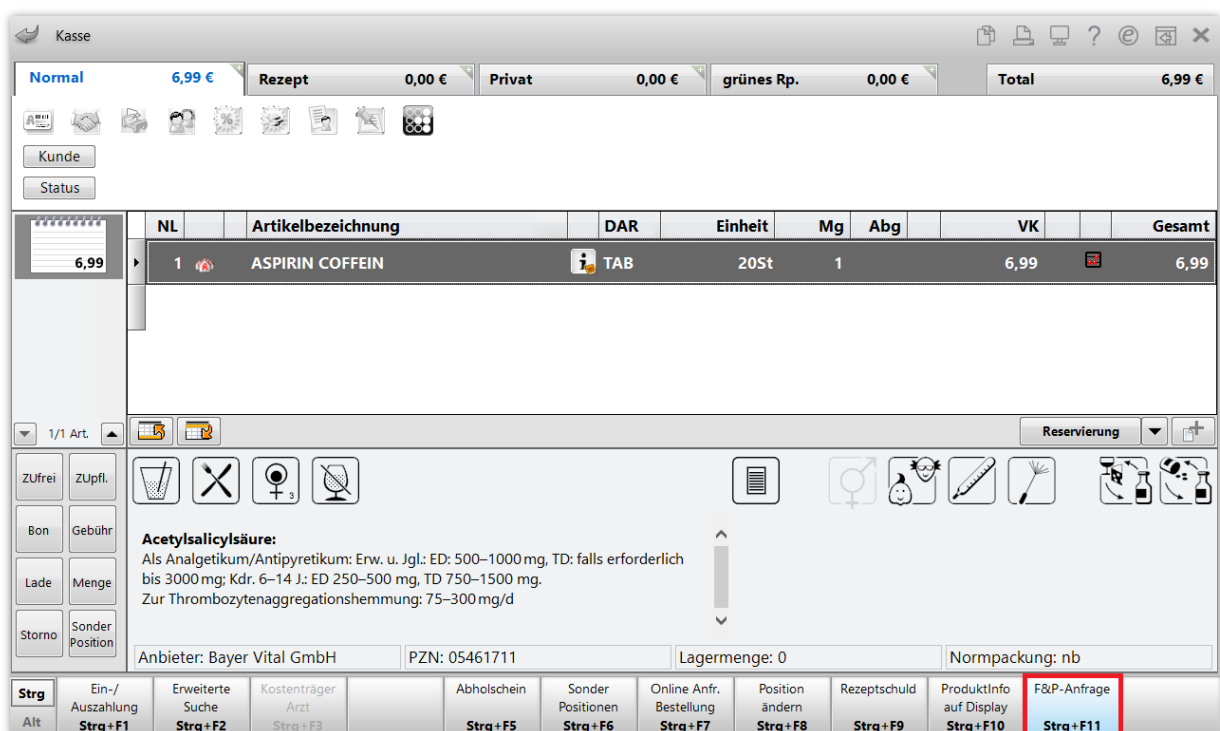 Kasse
Normal 6,99 € Rezept 0,00 € Privat 0,00 € grünes Rp. 0,00 € Total 6,99 €
Kunde
Status
NL Artikelbezeichnung DAR Einheit Mg Abg VK Gesamt
6,99 1 ASPIRIN COFFEIN TAB 20St 1 6,99 6,99
1/1 Art. Reservierung
ZUfrei ZUpfl.
Bon Gebühr
Acetylsalicylsäure:
Als Analgetikum/Antipyretikum: Erw. u. Jgl.: ED: 500–1000 mg, TD: falls erforderlich
bis 3000 mg; Kdr. 6–14 J.: ED 250–500 mg, TD 750–1500 mg.
Zur Thrombozytenaggregationshemmung: 75–300 mg/d
Lade Menge
Storno Sonder Position
Anbieter: Bayer Vital GmbH PZN: 05461711 Lagermenge: 0 Normpackung: nb
Strg Ein-/ Erweiterte Kostenträger Abholschein Sonder Online Anfr. Position Rezeptschuld ProduktInfo F&P-Anfrage
Auszahlung Suche Arzt Positionen Bestellung ändern auf Display
Alt Strg+F1 Strg+F2 Strg+F3 Strg+F5 Strg+F6 Strg+F7 Strg+F8 Strg+F9 Strg+F10 Strg+F11